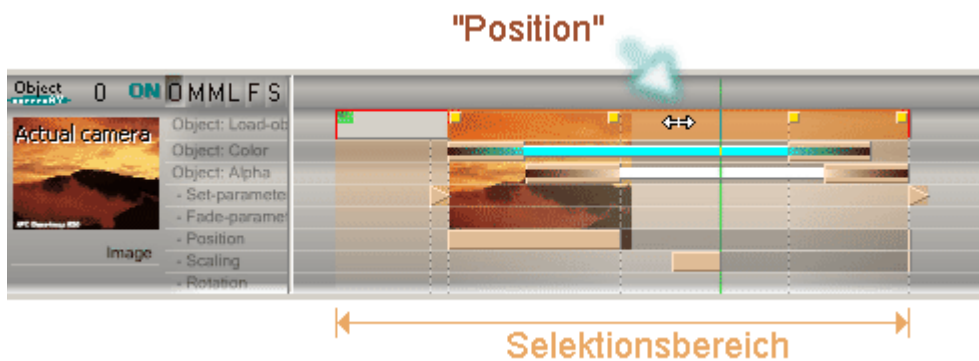 "Position"
Object 0 ON O M M L F S
Actual camera
Image
Object: Load-ob
Object: Color
Object: Alpha
- Set-paramete
- Fade-paramet
- Position
- Scaling
- Rotation
Selektionsbereich